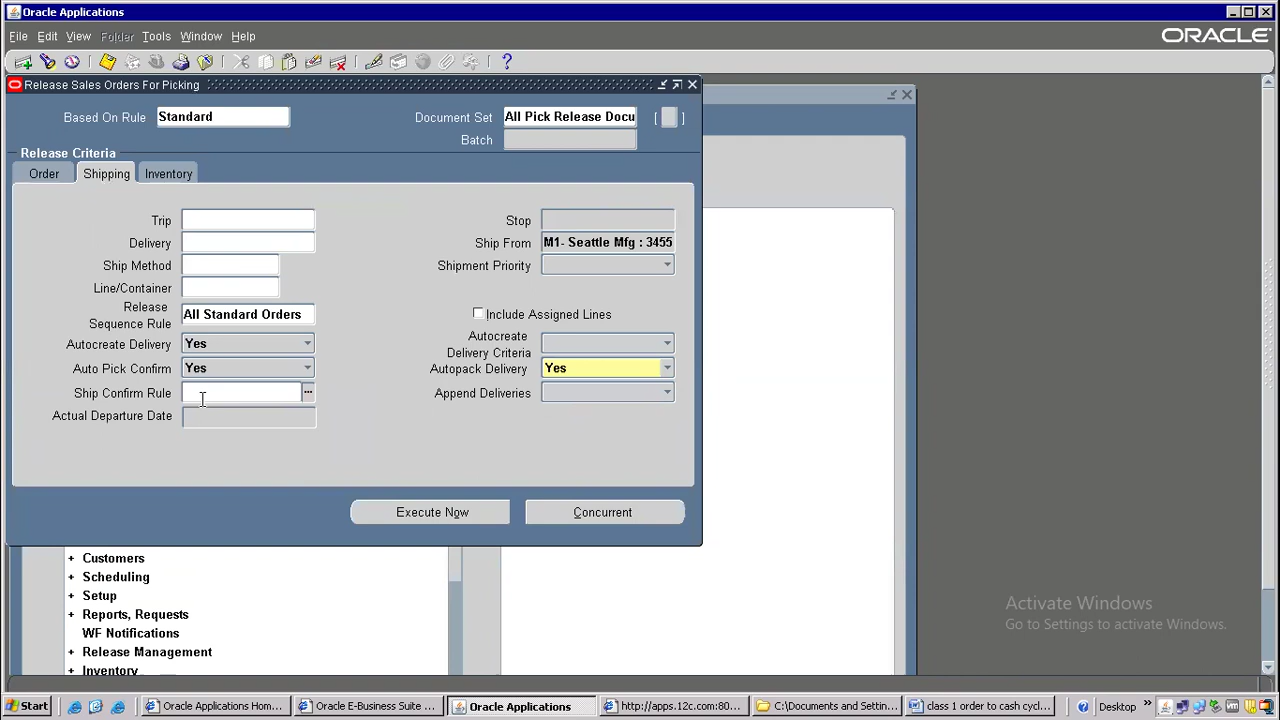 Oracle Applications
File Edit View Folder Tools Window Help
ORACLE
Release Sales Orders For Picking
Based On Rule Standard Document Set All Pick Release Docu [ ]
Batch
Release Criteria
Order Shipping Inventory
Trip Stop
Delivery Ship From M1- Seattle Mfg : 3455
Ship Method Shipment Priority
Line/Container
Release Sequence Rule All Standard Orders Include Assigned Lines
Autocreate Delivery Yes Autocreate Delivery Criteria
Auto Pick Confirm Yes Autopack Delivery Yes
Ship Confirm Rule ... Append Deliveries
Actual Departure Date
Execute Now Concurrent
+ Customers
+ Scheduling
+ Setup
+ Reports, Requests
WF Notifications
+ Release Management
+ Inventory
Activate Windows
Go to Settings to activate Windows.
Start Oracle Applications Hom... Oracle E-Business Suite ... Oracle Applications http://apps.12c.com:80... C:\Documents and Settin... class 1 order to cash cycl... Desktop »